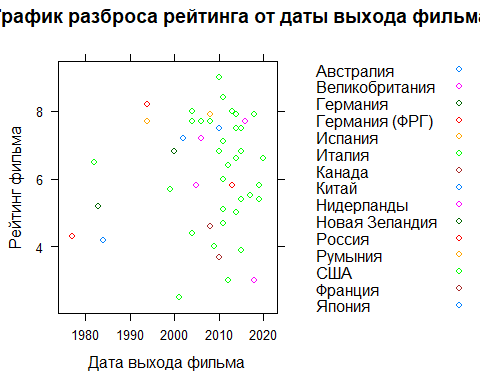 График разброса рейтинга от даты выхода фильма
Рейтинг фильма
8
6
4
1980 1990 2000 2010 2020
Дата выхода фильма
Австралия
Великобритания
Германия
Германия (ФРГ)
Испания
Италия
Канада
Китай
Нидерланды
Новая Зеландия
Россия
Румыния
США
Франция
Япония